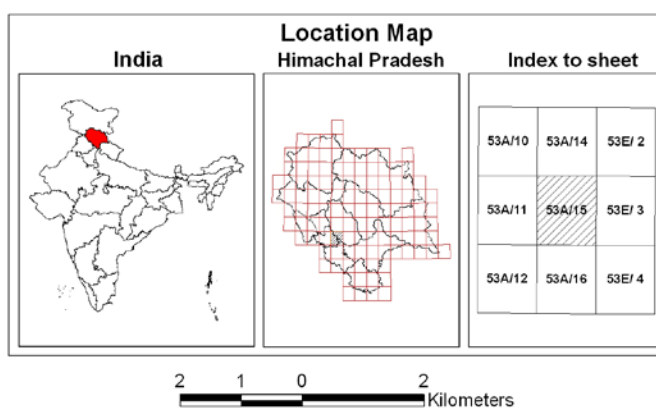 Location Map
India
Himachal Pradesh
Index to sheet
53A/10 53A/14 53E/ 2
53A/11 53A/15 53E/ 3
53A/12 53A/16 53E/ 4
2 1 0 2
Kilometers